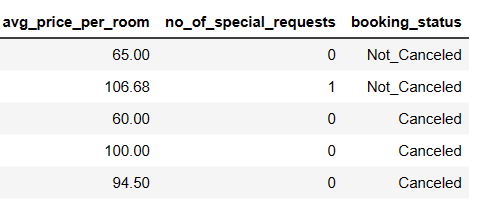 avg_price_per_room no_of_special_requests booking_status
65.00 0 Not_Canceled
106.68 1 Not_Canceled
60.00 0 Canceled
100.00 0 Canceled
94.50 0 Canceled